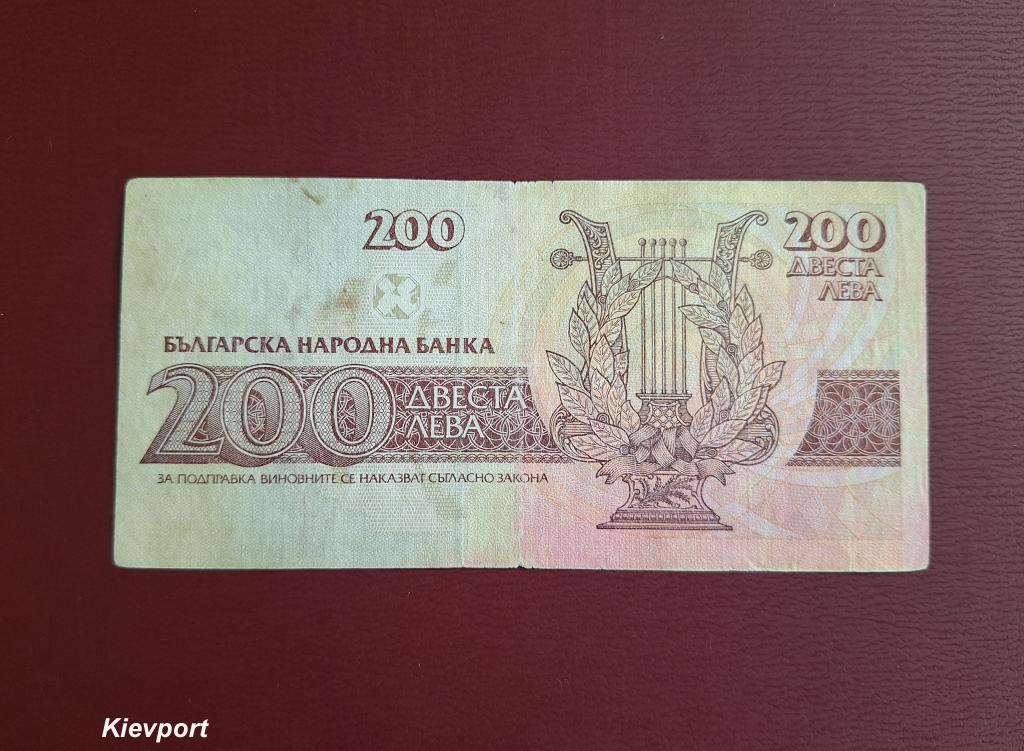 200
200
ДВЕСТА
ЛЕВА
БЪЛГАРСКА НАРОДНА БАНКА
200 ДВЕСТА
ЛЕВА
ЗА ПОДПРАВКА ВИНОВНИТЕ СЕ НАКАЗВАТ СЪГЛАСНО ЗАКОНА
Kievport